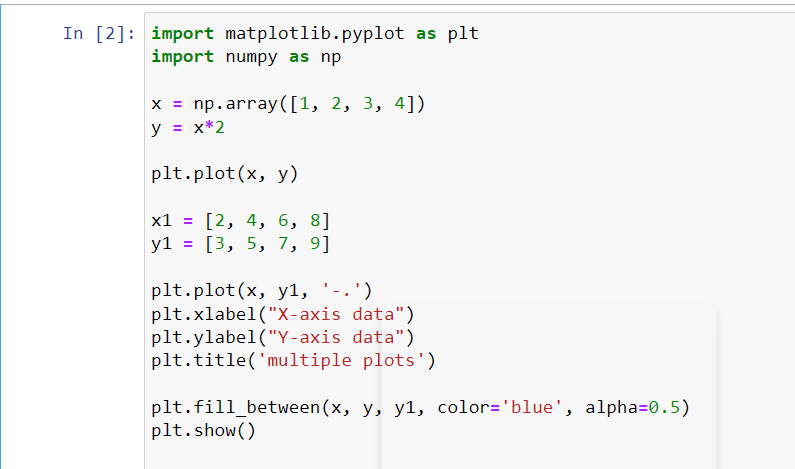 In [2]: import matplotlib.pyplot as plt
import numpy as np
x = np.array([1, 2, 3, 4])
y = x*2
plt.plot(x, y)
x1 = [2, 4, 6, 8]
y1 = [3, 5, 7, 9]
plt.plot(x, y1, '-.')
plt.xlabel("X-axis data")
plt.ylabel("Y-axis data")
plt.title('multiple plots')
plt.fill_between(x, y, y1, color='blue', alpha=0.5)
plt.show()